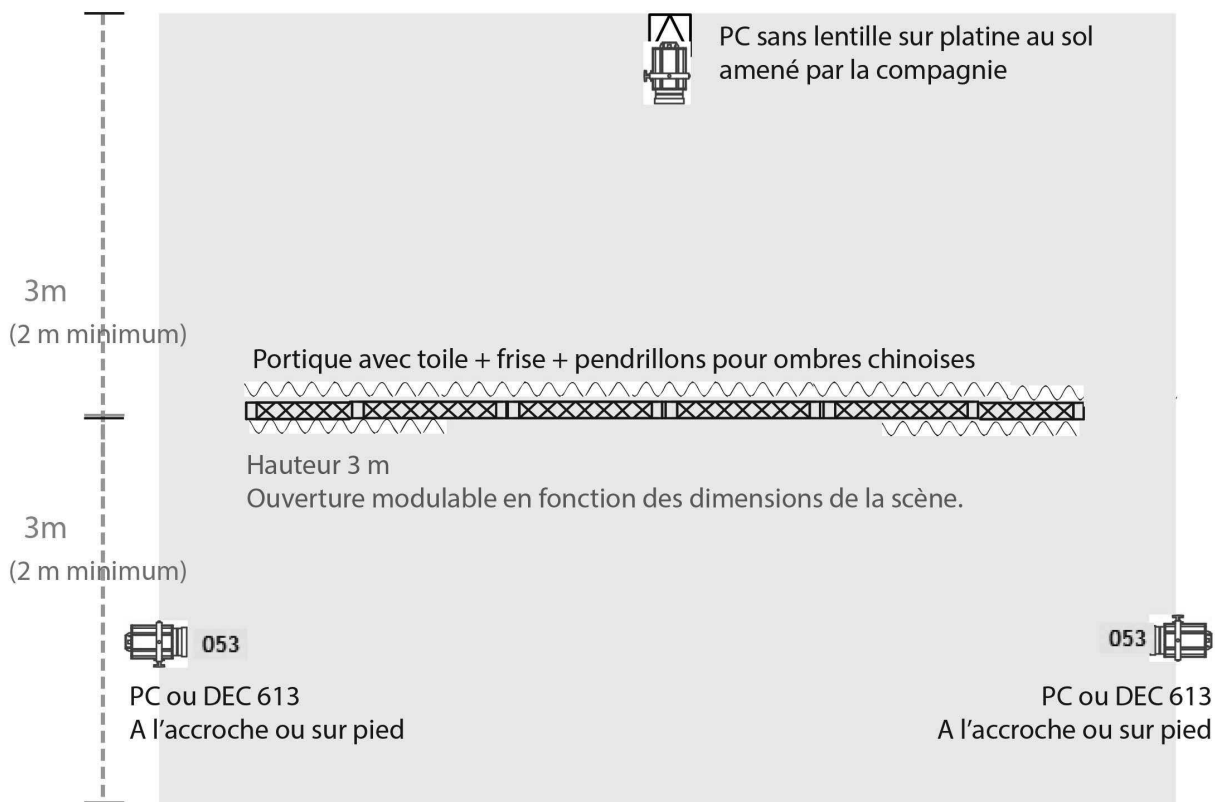 PC sans lentille sur platine au sol
amené par la compagnie
3m
(2 m minimum)
Portique avec toile + frise + pendrillons pour ombres chinoises
Hauteur 3 m
Ouverture modulable en fonction des dimensions de la scène.
3m
(2 m minimum)
053
053
PC ou DEC 613
A l’accroche ou sur pied
PC ou DEC 613
A l’accroche ou sur pied